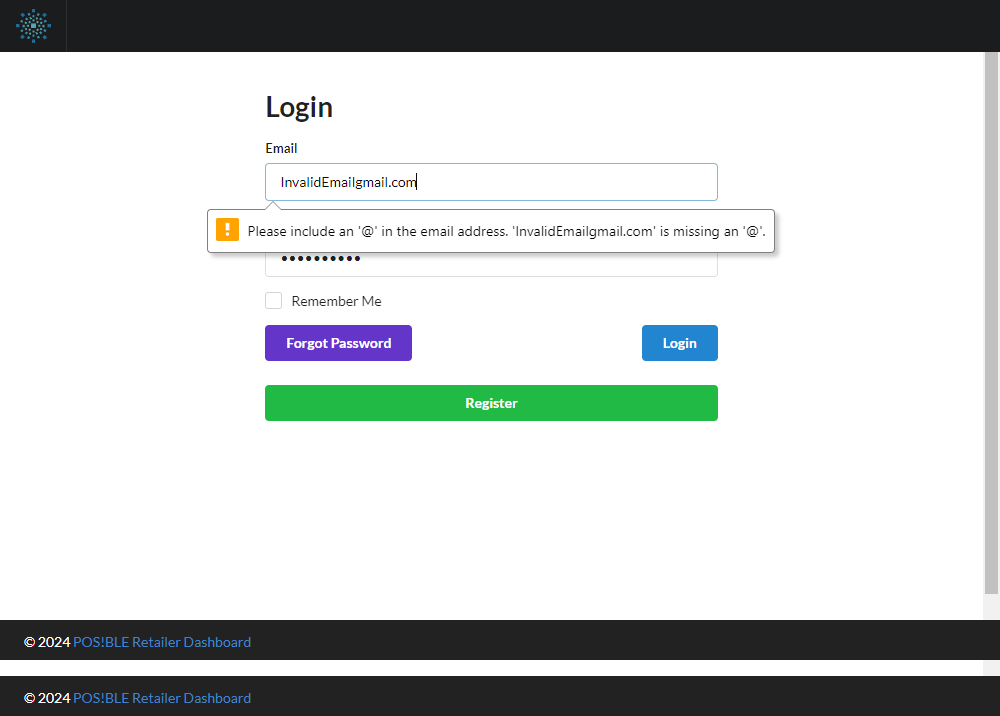 Login
Email
InvalidEmailgmail.com
! Please include an '@' in the email address. 'InvalidEmailgmail.com' is missing an '@'.
••••••••••
Remember Me
Forgot Password
Login
Register
© 2024 POS!BLE Retailer Dashboard
© 2024 POS!BLE Retailer Dashboard